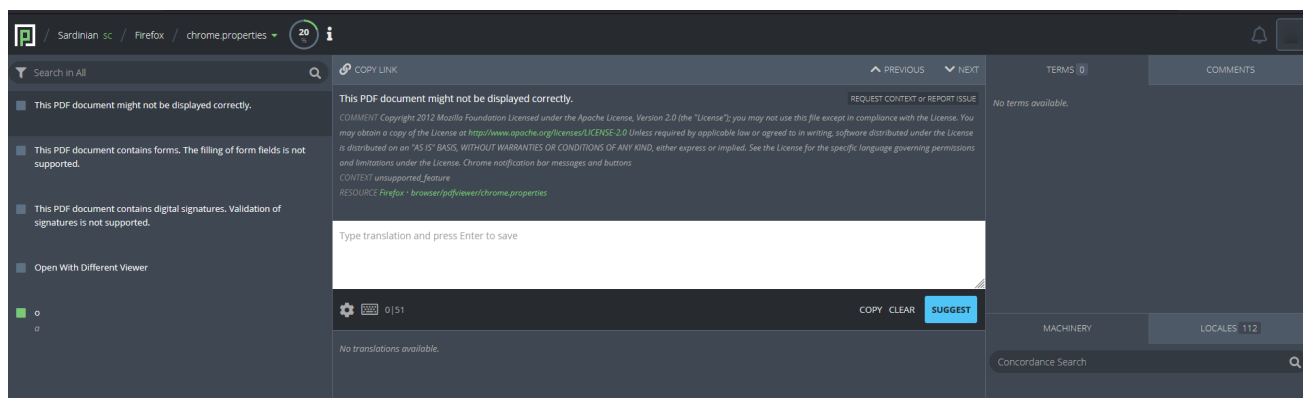 / Sardinian sc / Firefox / chrome.properties 20 %
Search in All
This PDF document might not be displayed correctly.
This PDF document contains forms. The filling of form fields is not
supported.
This PDF document contains digital signatures. Validation of
signatures is not supported.
Open With Different Viewer
o
a
COPY LINK PREVIOUS NEXT
This PDF document might not be displayed correctly. REQUEST CONTEXT or REPORT ISSUE
COMMENT Copyright 2012 Mozilla Foundation Licensed under the Apache License, Version 2.0 (the "License"); you may not use this file except in compliance with the License. You
may obtain a copy of the License at http://www.apache.org/licenses/LICENSE-2.0 Unless required by applicable law or agreed to in writing, software distributed under the License
is distributed on an "AS IS" BASIS, WITHOUT WARRANTIES OR CONDITIONS OF ANY KIND, either express or implied. See the License for the specific language governing permissions
and limitations under the License. Chrome notification bar messages and buttons
CONTEXT unsupported_feature
RESOURCE Firefox • browser/pdfviewer/chrome.properties
Type translation and press Enter to save
0|51 COPY CLEAR SUGGEST
No translations available.
TERMS 0 COMMENTS
No terms available.
MACHINERY LOCALES 112
Concordance Search